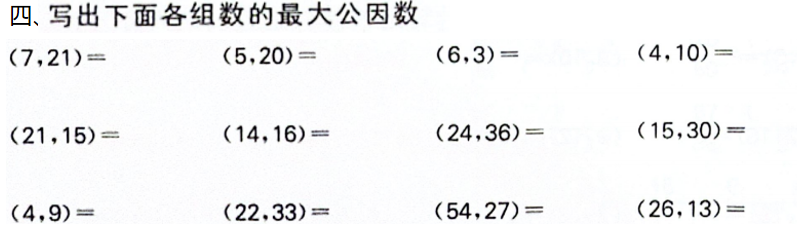 四、写出下面各组数的最大公因数
(7,21)= (5,20)= (6,3)= (4,10)=
(21,15)= (14,16)= (24,36)= (15,30)=
(4,9)= (22,33)= (54,27)= (26,13)=